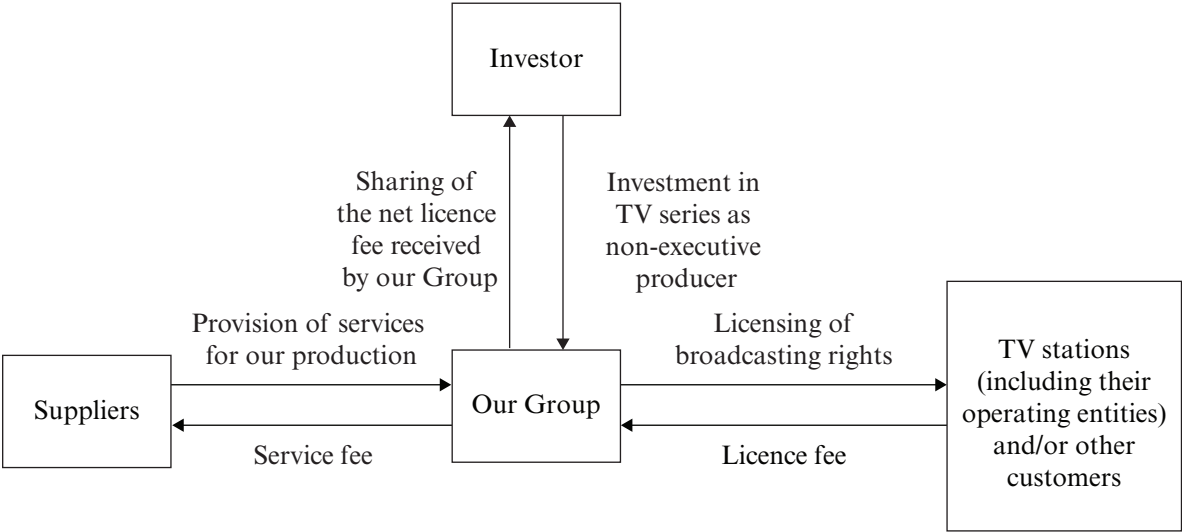 Investor
Sharing of
the net licence
fee received
by our Group
Investment in
TV series as
non-executive
producer
Provision of services
for our production
Licensing of
broadcasting rights
Suppliers
Our Group
TV stations
(including their
operating entities)
and/or other
customers
Service fee
Licence fee